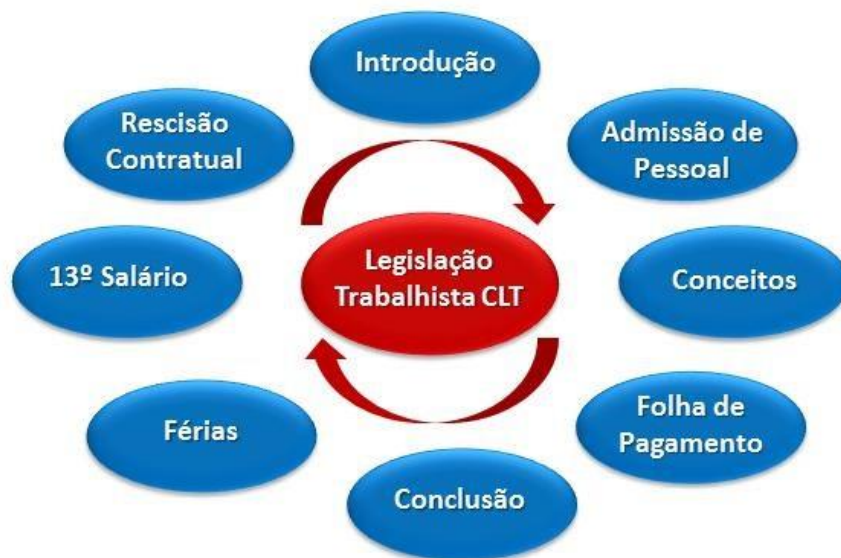 Introdução
Rescisão
Contratual
Admissão de
Pessoal
13º Salário
Legislação
Trabalhista CLT
Conceitos
Férias
Folha de
Pagamento
Conclusão